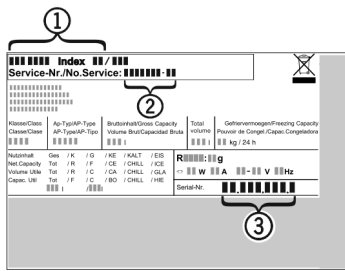 1
Index /
Service-Nr./No.Service: -
2
Klasse/Class Ap-Typ/AP-Type Bruttoinhalt/Gross Capacity Total Gefriervermoegen/Freezing Capacity
Classe/Classe AP-Type/AP-Tipo Volume Brut/Capacidad Bruta volume Pouvoir de Congel./Capac.Congeladora
l l kg / 24 h
Nutzinhalt Ges / K / G / KE / KALT / EIS
Net.Capacity Tot / R / F / CE / CHILL / ICE
Volume Utile Tot / R / C / CA / CHILL / GLA
Capac. Util Tot / F / C / BO / CHILL / HIE
l / l
R : g
W A - V Hz
Serial-Nr. . . .
3